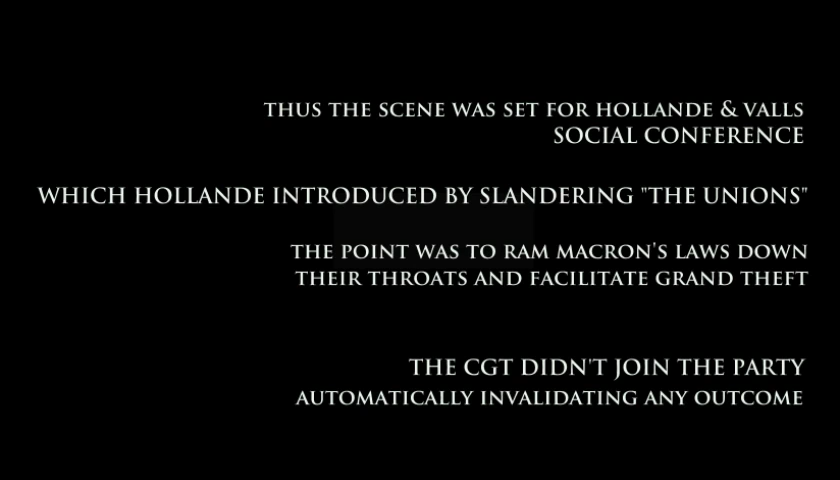 THUS THE SCENE WAS SET FOR HOLLANDE & VALLS
SOCIAL CONFERENCE
WHICH HOLLANDE INTRODUCED BY SLANDERING "THE UNIONS"
THE POINT WAS TO RAM MACRON'S LAWS DOWN
THEIR THROATS AND FACILITATE GRAND THEFT
THE CGT DIDN'T JOIN THE PARTY
AUTOMATICALLY INVALIDATING ANY OUTCOME